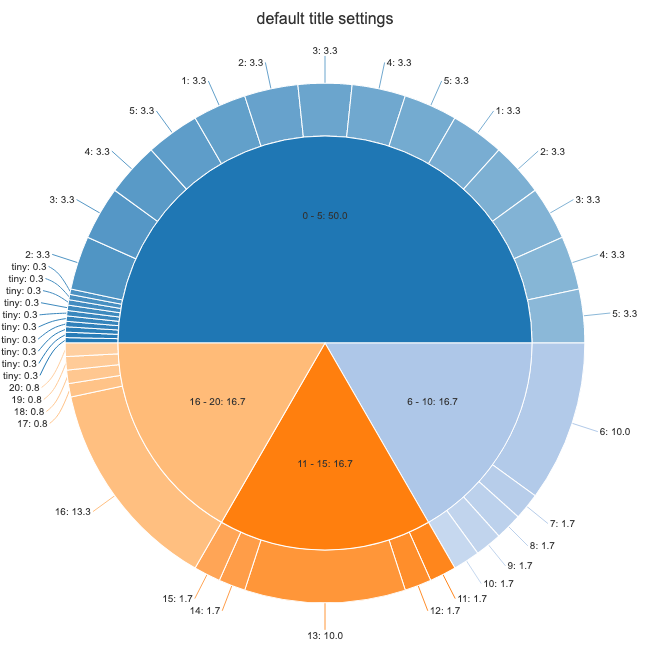 default title settings
3: 3.3
2: 3.3
4: 3.3
1: 3.3
5: 3.3
5: 3.3
1: 3.3
4: 3.3
2: 3.3
3: 3.3
3: 3.3
0 - 5: 50.0
2: 3.3
4: 3.3
tiny: 0.3
tiny: 0.3
tiny: 0.3
tiny: 0.3
tiny: 0.3
5: 3.3
tiny: 0.3
tiny: 0.3
tiny: 0.3
tiny: 0.3
tiny: 0.3
20: 0.8
19: 0.8
16 - 20: 16.7
6 - 10: 16.7
18: 0.8
17: 0.8
6: 10.0
11 - 15: 16.7
16: 13.3
7: 1.7
8: 1.7
9: 1.7
10: 1.7
15: 1.7
11: 1.7
14: 1.7
12: 1.7
13: 10.0